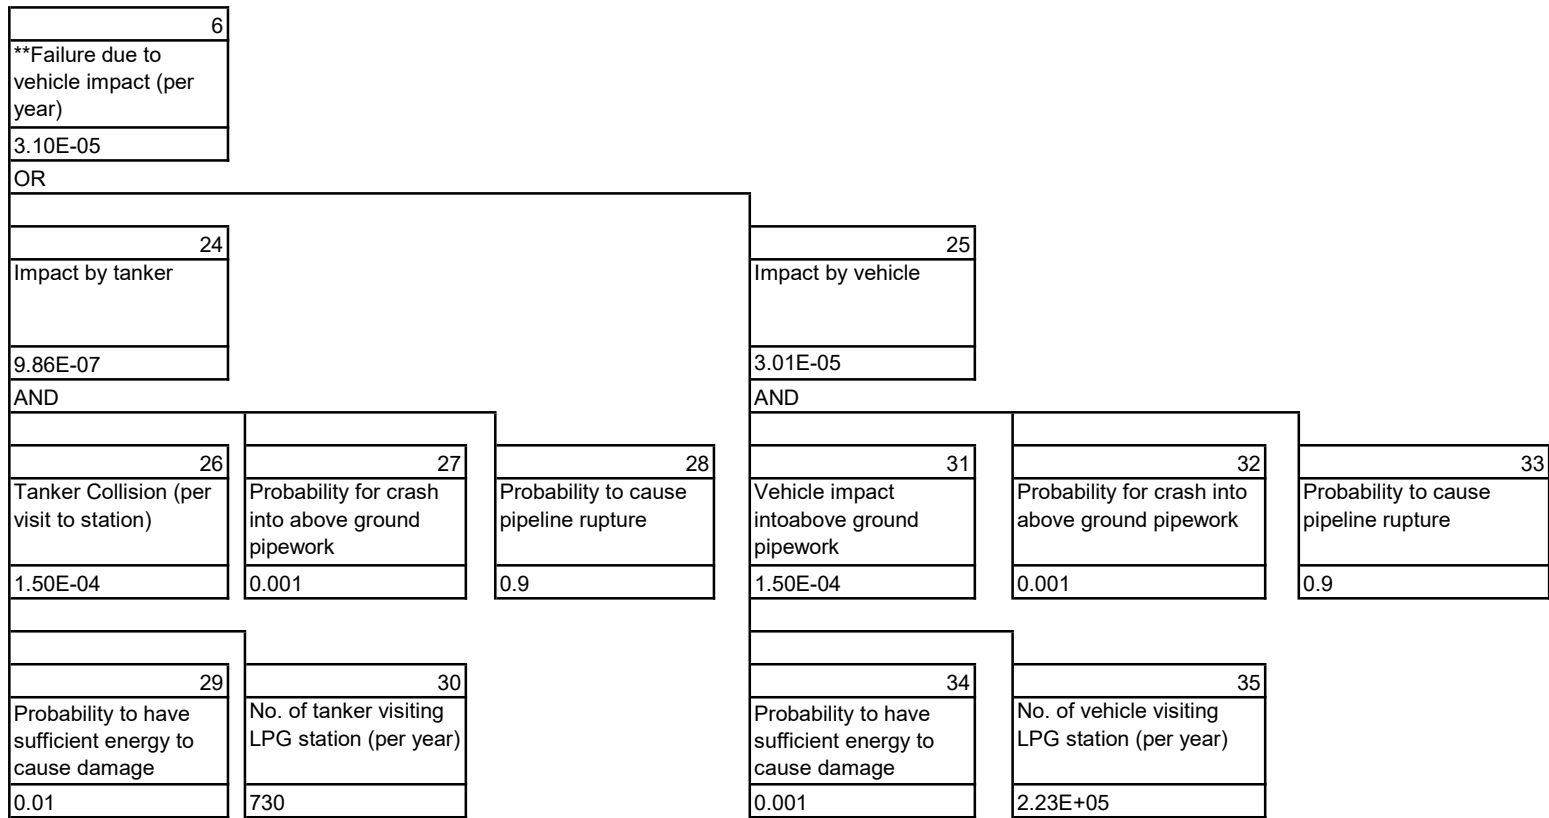 6
**Failure due to
vehicle impact (per
year)
3.10E-05
OR
24
Impact by tanker
9.86E-07
AND
25
Impact by vehicle
3.01E-05
AND
26
Tanker Collision (per
visit to station)
1.50E-04
27
Probability for crash
into above ground
pipework
0.001
28
Probability to cause
pipeline rupture
0.9
31
Vehicle impact
intoabove ground
pipework
1.50E-04
32
Probability for crash into
above ground pipework
0.001
33
Probability to cause
pipeline rupture
0.9
29
Probability to have
sufficient energy to
cause damage
0.01
30
No. of tanker visiting
LPG station (per year)
730
34
Probability to have
sufficient energy to
cause damage
0.001
35
No. of vehicle visiting
LPG station (per year)
2.23E+05